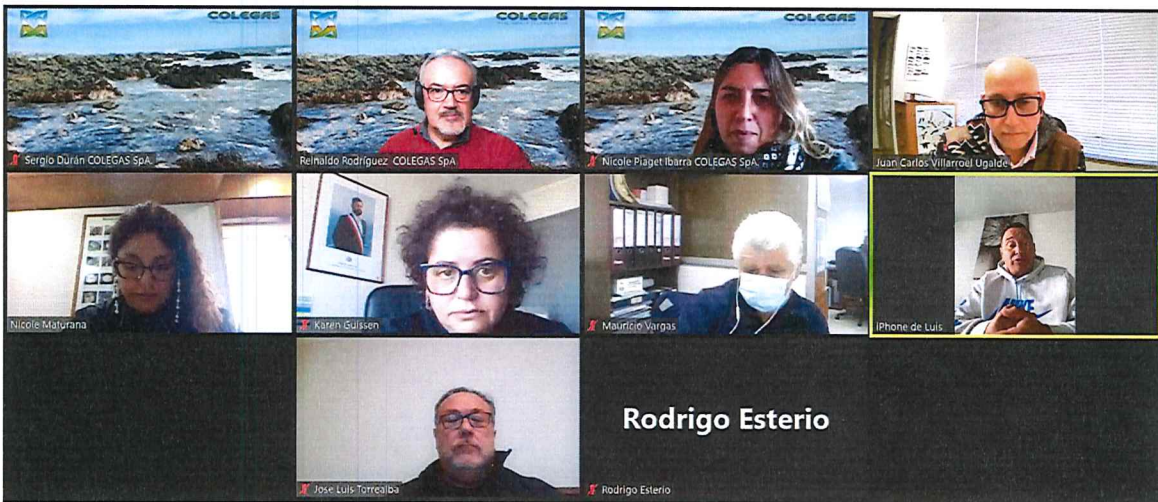 COLEGAS
COLEGAS
COLEGAS
Sergio Durán COLEGAS SpA.
Reinaldo Rodríguez COLEGAS SpA
Nicole Piaget Ibarra COLEGAS SpA.
Juan Carlos Villarroel Ugalde
Nicole Maturana
Karen Guissen
Mauricio Vargas
iPhone de Luis
Jose Luis Torrealba
Rodrigo Esterio
Rodrigo Esterio